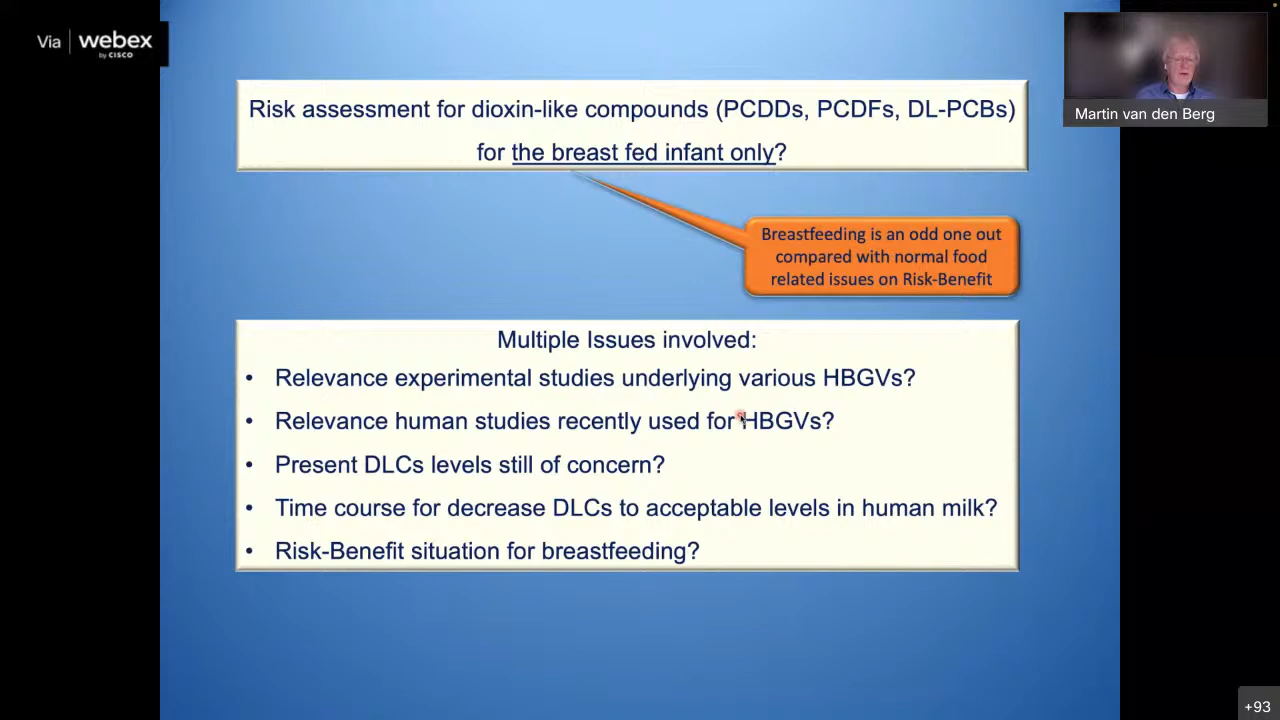 Via webex
by CISCO
Martin van den Berg
Risk assessment for dioxin-like compounds (PCDDs, PCDFs, DL-PCBs)
for the breast fed infant only?
Breastfeeding is an odd one out
compared with normal food
related issues on Risk-Benefit
Multiple Issues involved:
• Relevance experimental studies underlying various HBGVs?
• Relevance human studies recently used for HBGVs?
• Present DLCs levels still of concern?
• Time course for decrease DLCs to acceptable levels in human milk?
• Risk-Benefit situation for breastfeeding?
+93